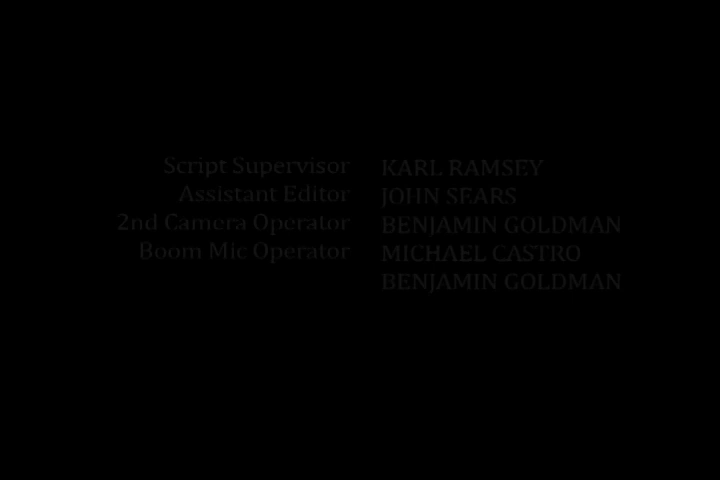 Script Supervisor KARL RAMSEY
Assistant Editor JOHN SEARS
2nd Camera Operator BENJAMIN GOLDMAN
Boom Mic Operator MICHAEL CASTRO
BENJAMIN GOLDMAN